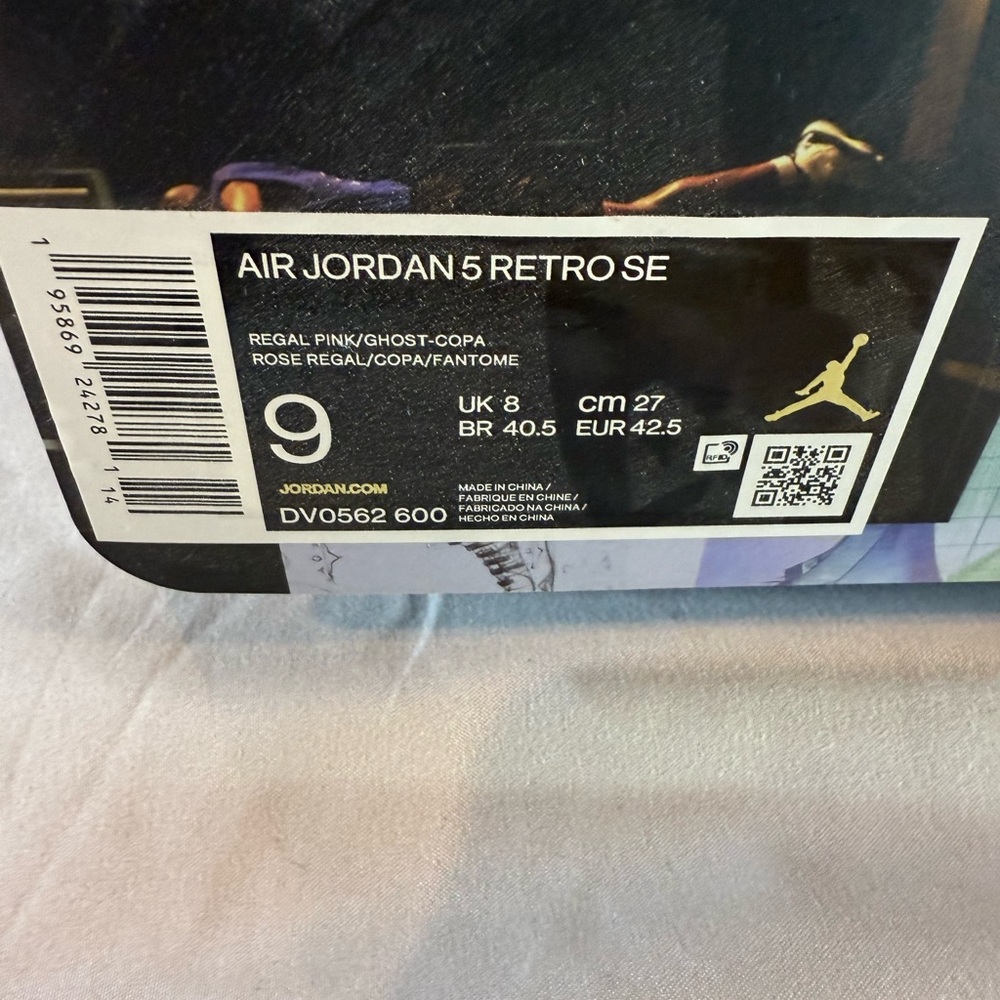 AIR JORDAN 5 RETRO SE
REGAL PINK/GHOST-COPA
ROSE REGAL/COPA/FANTOME
9
UK 8 cm 27
BR 40.5 EUR 42.5
RFID
JORDAN.COM
DV0562 600
MADE IN CHINA /
FABRIQUE EN CHINE /
FABRICADO NA CHINA /
HECHO EN CHINA
1 95869 24278 1 14